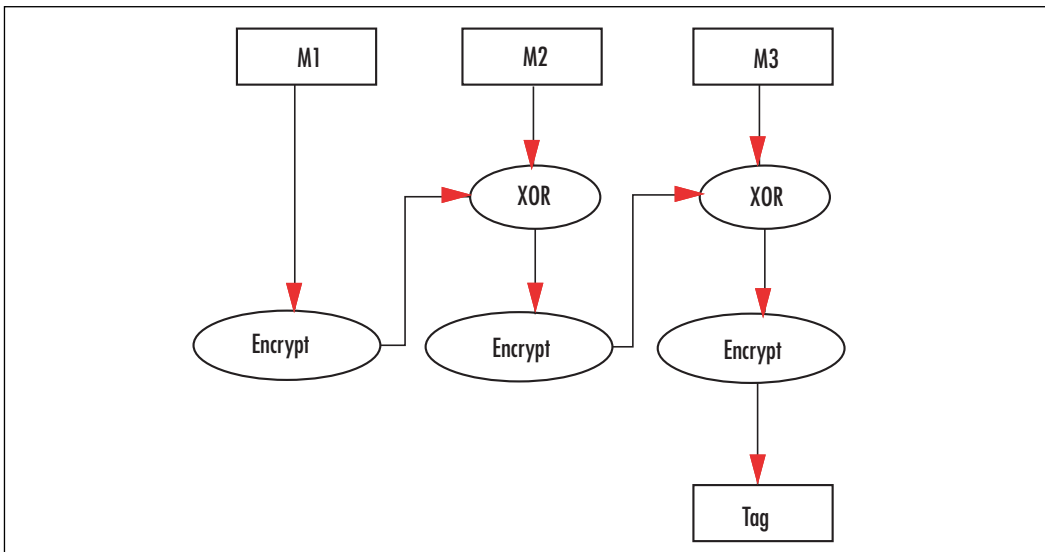 M1
M2
M3
XOR
XOR
Encrypt
Encrypt
Encrypt
Tag